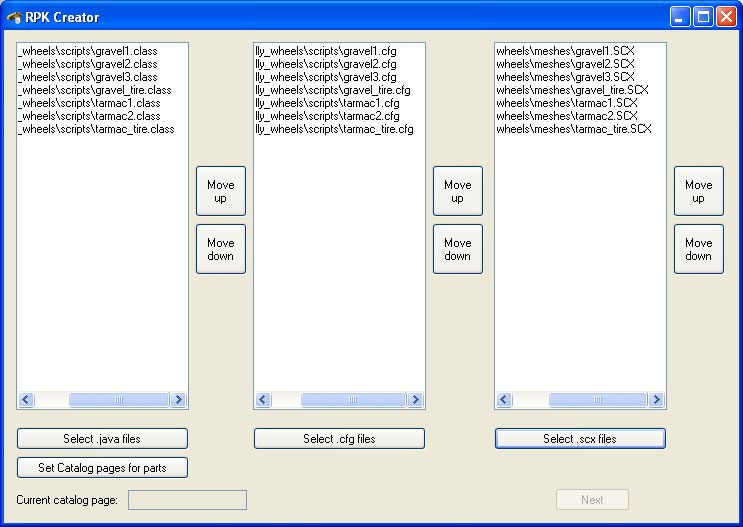 RPK Creator
_wheels\scripts\gravel1.class
_wheels\scripts\gravel2.class
_wheels\scripts\gravel3.class
_wheels\scripts\gravel_tire.class
_wheels\scripts\tarmac1.class
_wheels\scripts\tarmac2.class
_wheels\scripts\tarmac_tire.class
Move
up
Move
down
lly_wheels\scripts\gravel1.cfg
lly_wheels\scripts\gravel2.cfg
lly_wheels\scripts\gravel3.cfg
lly_wheels\scripts\gravel_tire.cfg
lly_wheels\scripts\tarmac1.cfg
lly_wheels\scripts\tarmac2.cfg
lly_wheels\scripts\tarmac_tire.cfg
Move
up
Move
down
wheels\meshes\gravel1.SCX
wheels\meshes\gravel2.SCX
wheels\meshes\gravel3.SCX
wheels\meshes\gravel_tire.SCX
wheels\meshes\tarmac1.SCX
wheels\meshes\tarmac2.SCX
wheels\meshes\tarmac_tire.SCX
Move
up
Move
down
Select .java files
Select .cfg files
Select .scx files
Set Catalog pages for parts
Current catalog page:
Next